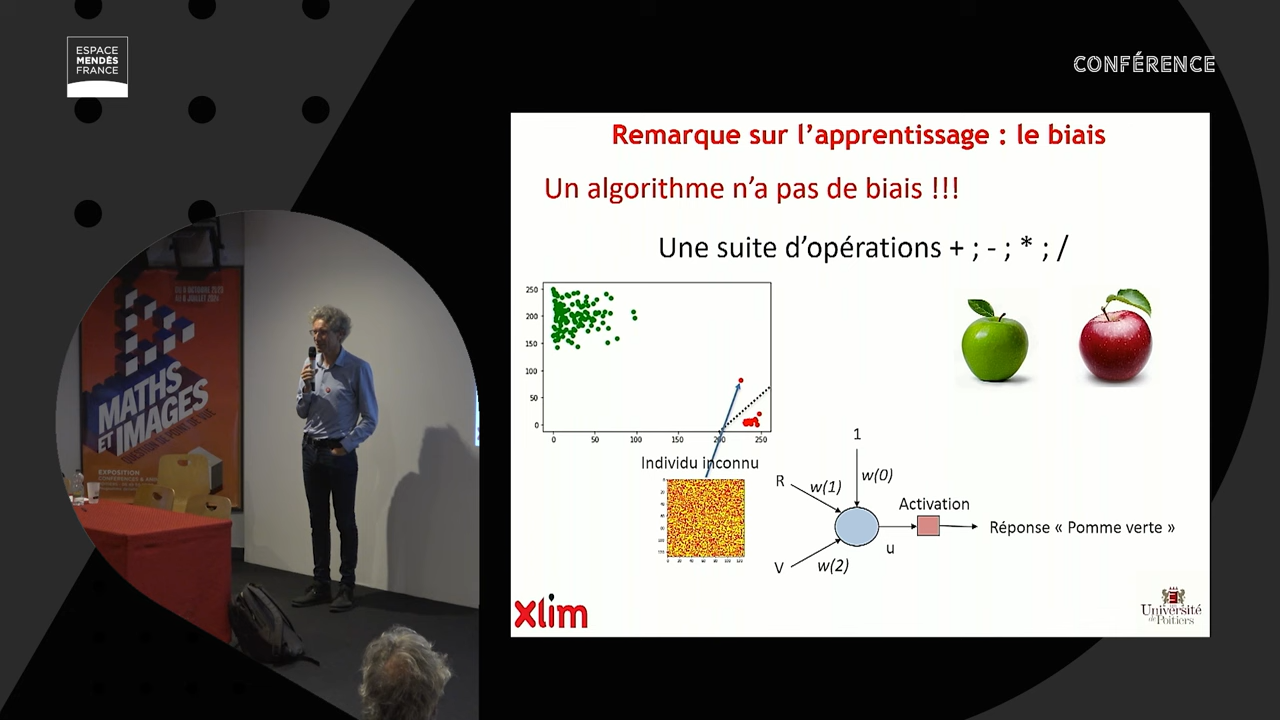 ESPACE
MENDÈS
FRANCE
CONFÉRENCE
Remarque sur l’apprentissage : le biais
Un algorithme n’a pas de biais !!!
Une suite d’opérations + ; - ; * ; /
250
200
150
100
50
0
0 50 100 150 200 250
Individu inconnu
1
R
w(1)
w(0)
Activation
Réponse « Pomme verte »
u
V
w(2)
Xlim
Université
de Poitiers
MATHS
ET IMAGES
EXPOSITION